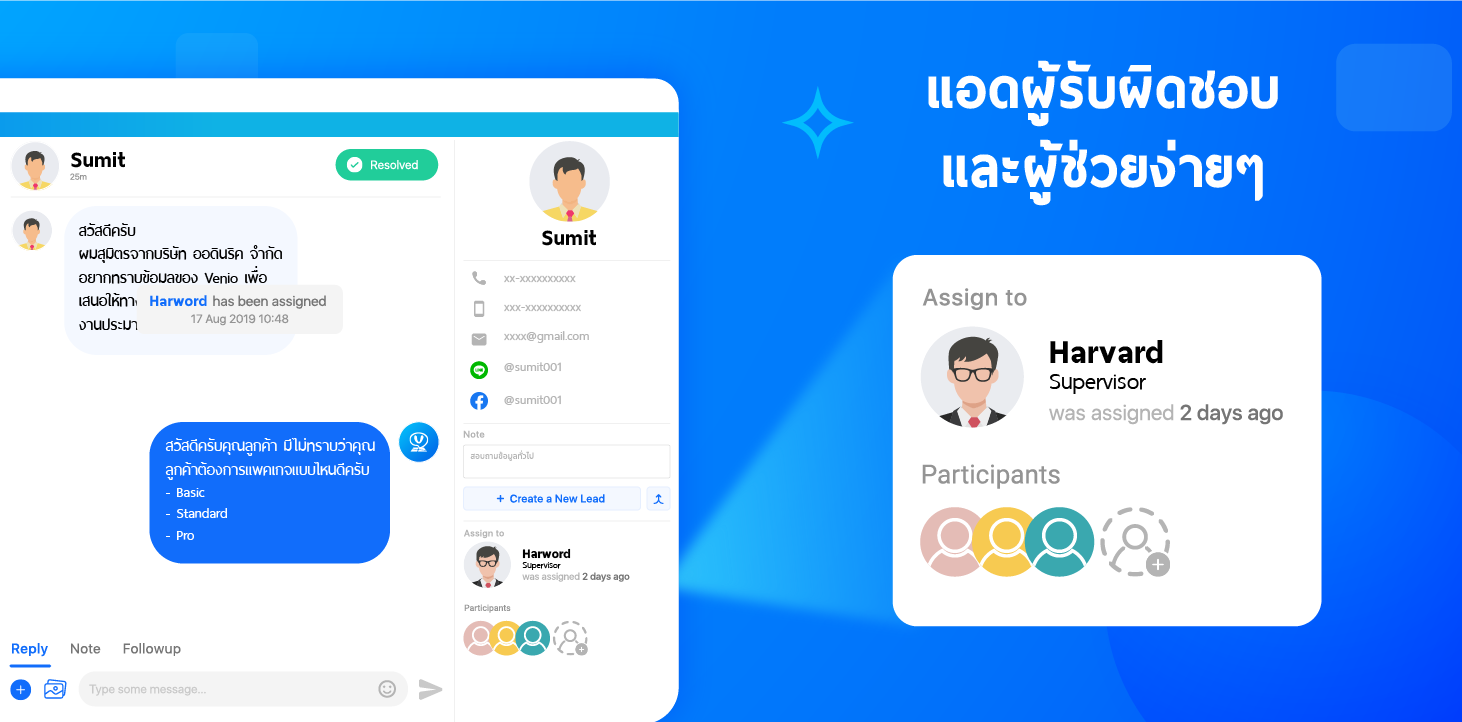 แอดผู้รับผิดชอบ
และผู้ช่วยง่ายๆ
Sumit
25m
Resolved
สวัสดีครับ
ผมสุมิตรจากบริษัท ออดินริค จำกัด
อยากทราบข้อมูลของ Venio เพื่อ
เสนอให้ทา
งานประมา
Harword has been assigned
17 Aug 2019 10:48
สวัสดีครับคุณลูกค้า มิไม่ทราบว่าคุณ
ลูกค้าต้องการแพคเกจแบบไหนดีครับ
- Basic
- Standard
- Pro
Reply Note Followup
Type some message...
Sumit
xx-xxxxxxxxxx
xxx-xxxxxxxxxx
xxxx@gmail.com
@sumit001
@sumit001
Note
สอบถามข้อมูลทั่วไป
+ Create a New Lead
Assign to
Harword
Supervisor
was assigned 2 days ago
Participants
Assign to
Harvard
Supervisor
was assigned 2 days ago
Participants